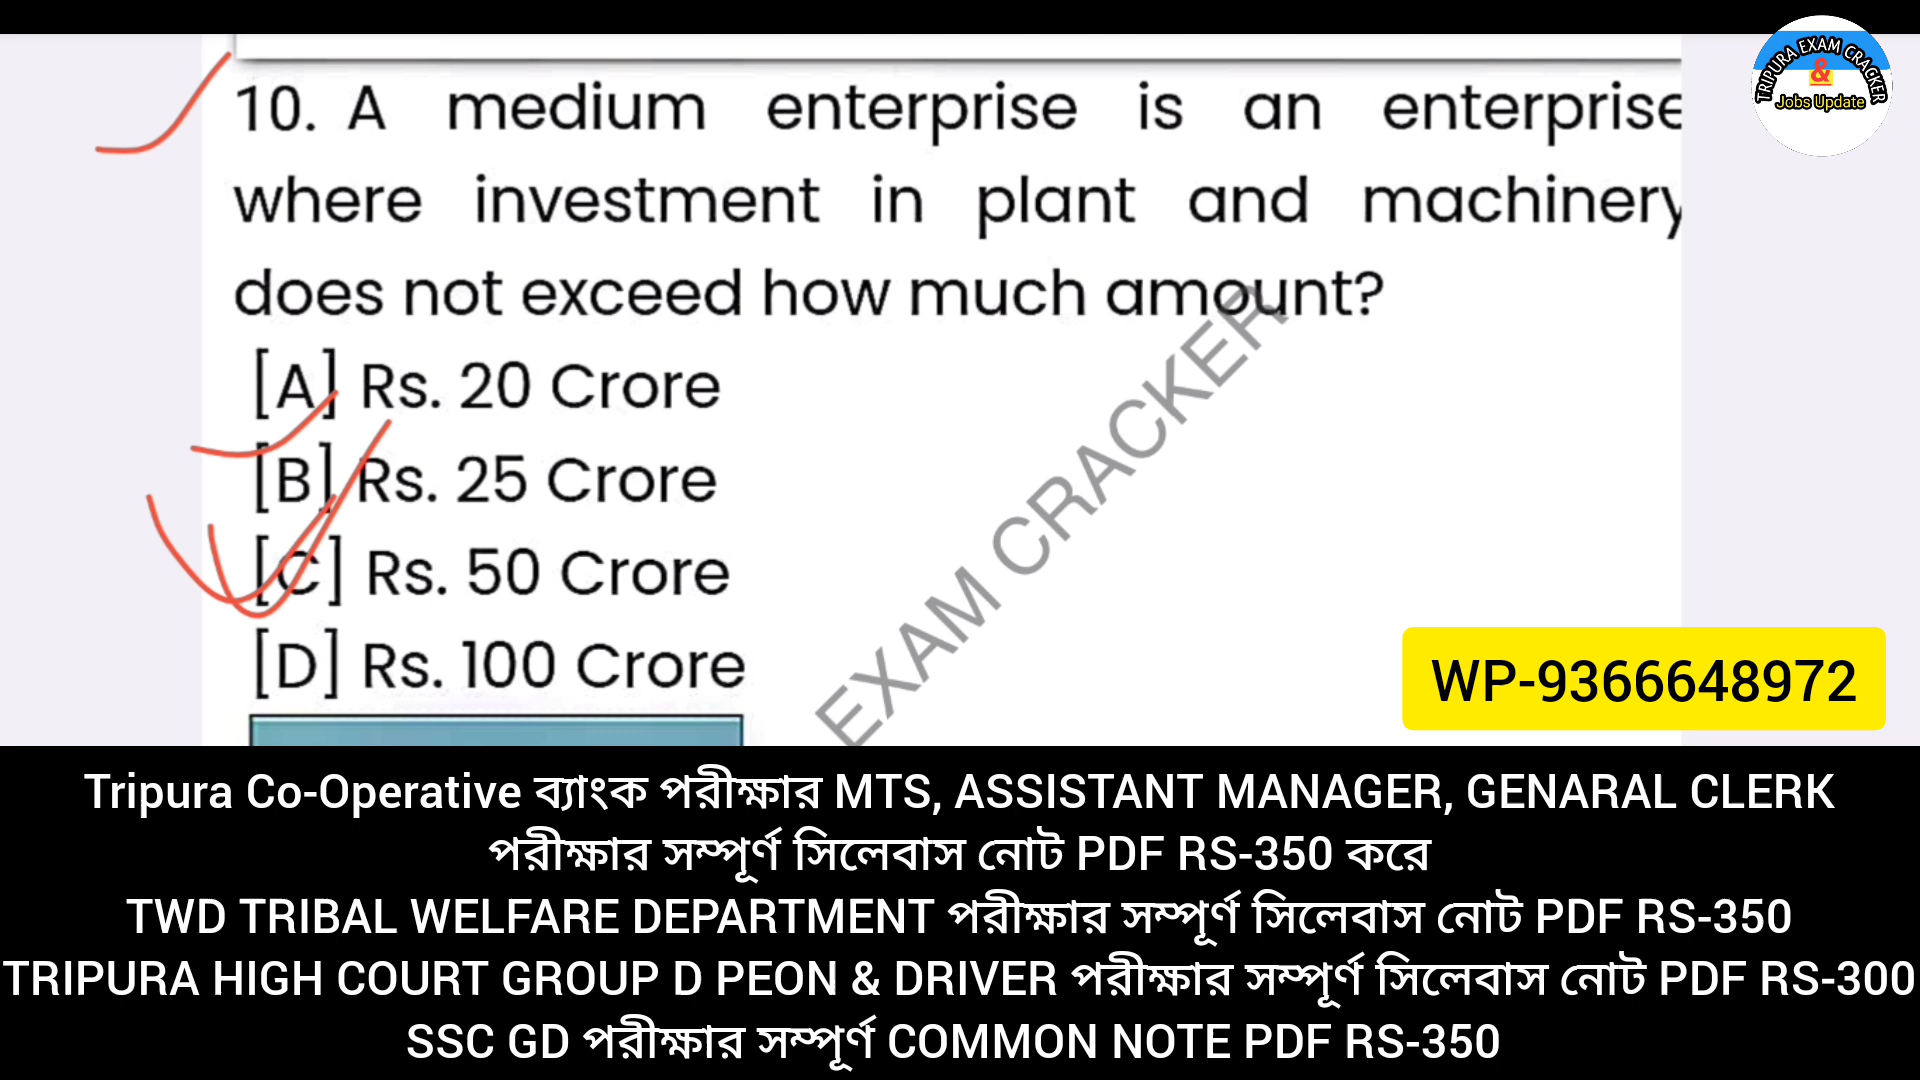 TRIPURA EXAM CRACKER
&
Jobs Update
10. A medium enterprise is an enterprise
where investment in plant and machinery
does not exceed how much amount?
[A] Rs. 20 Crore
[B] Rs. 25 Crore
[C] Rs. 50 Crore
[D] Rs. 100 Crore
EXAM CRACKER
WP-9366648972
Tripura Co-Operative ব্যাংক পরীক্ষার MTS, ASSISTANT MANAGER, GENARAL CLERK
পরীক্ষার সম্পূর্ণ সিলেবাস নোট PDF RS-350 করে
TWD TRIBAL WELFARE DEPARTMENT পরীক্ষার সম্পূর্ণ সিলেবাস নোট PDF RS-350
TRIPURA HIGH COURT GROUP D PEON & DRIVER পরীক্ষার সম্পূর্ণ সিলেবাস নোট PDF RS-300
SSC GD পরীক্ষার সম্পূর্ণ COMMON NOTE PDF RS-350